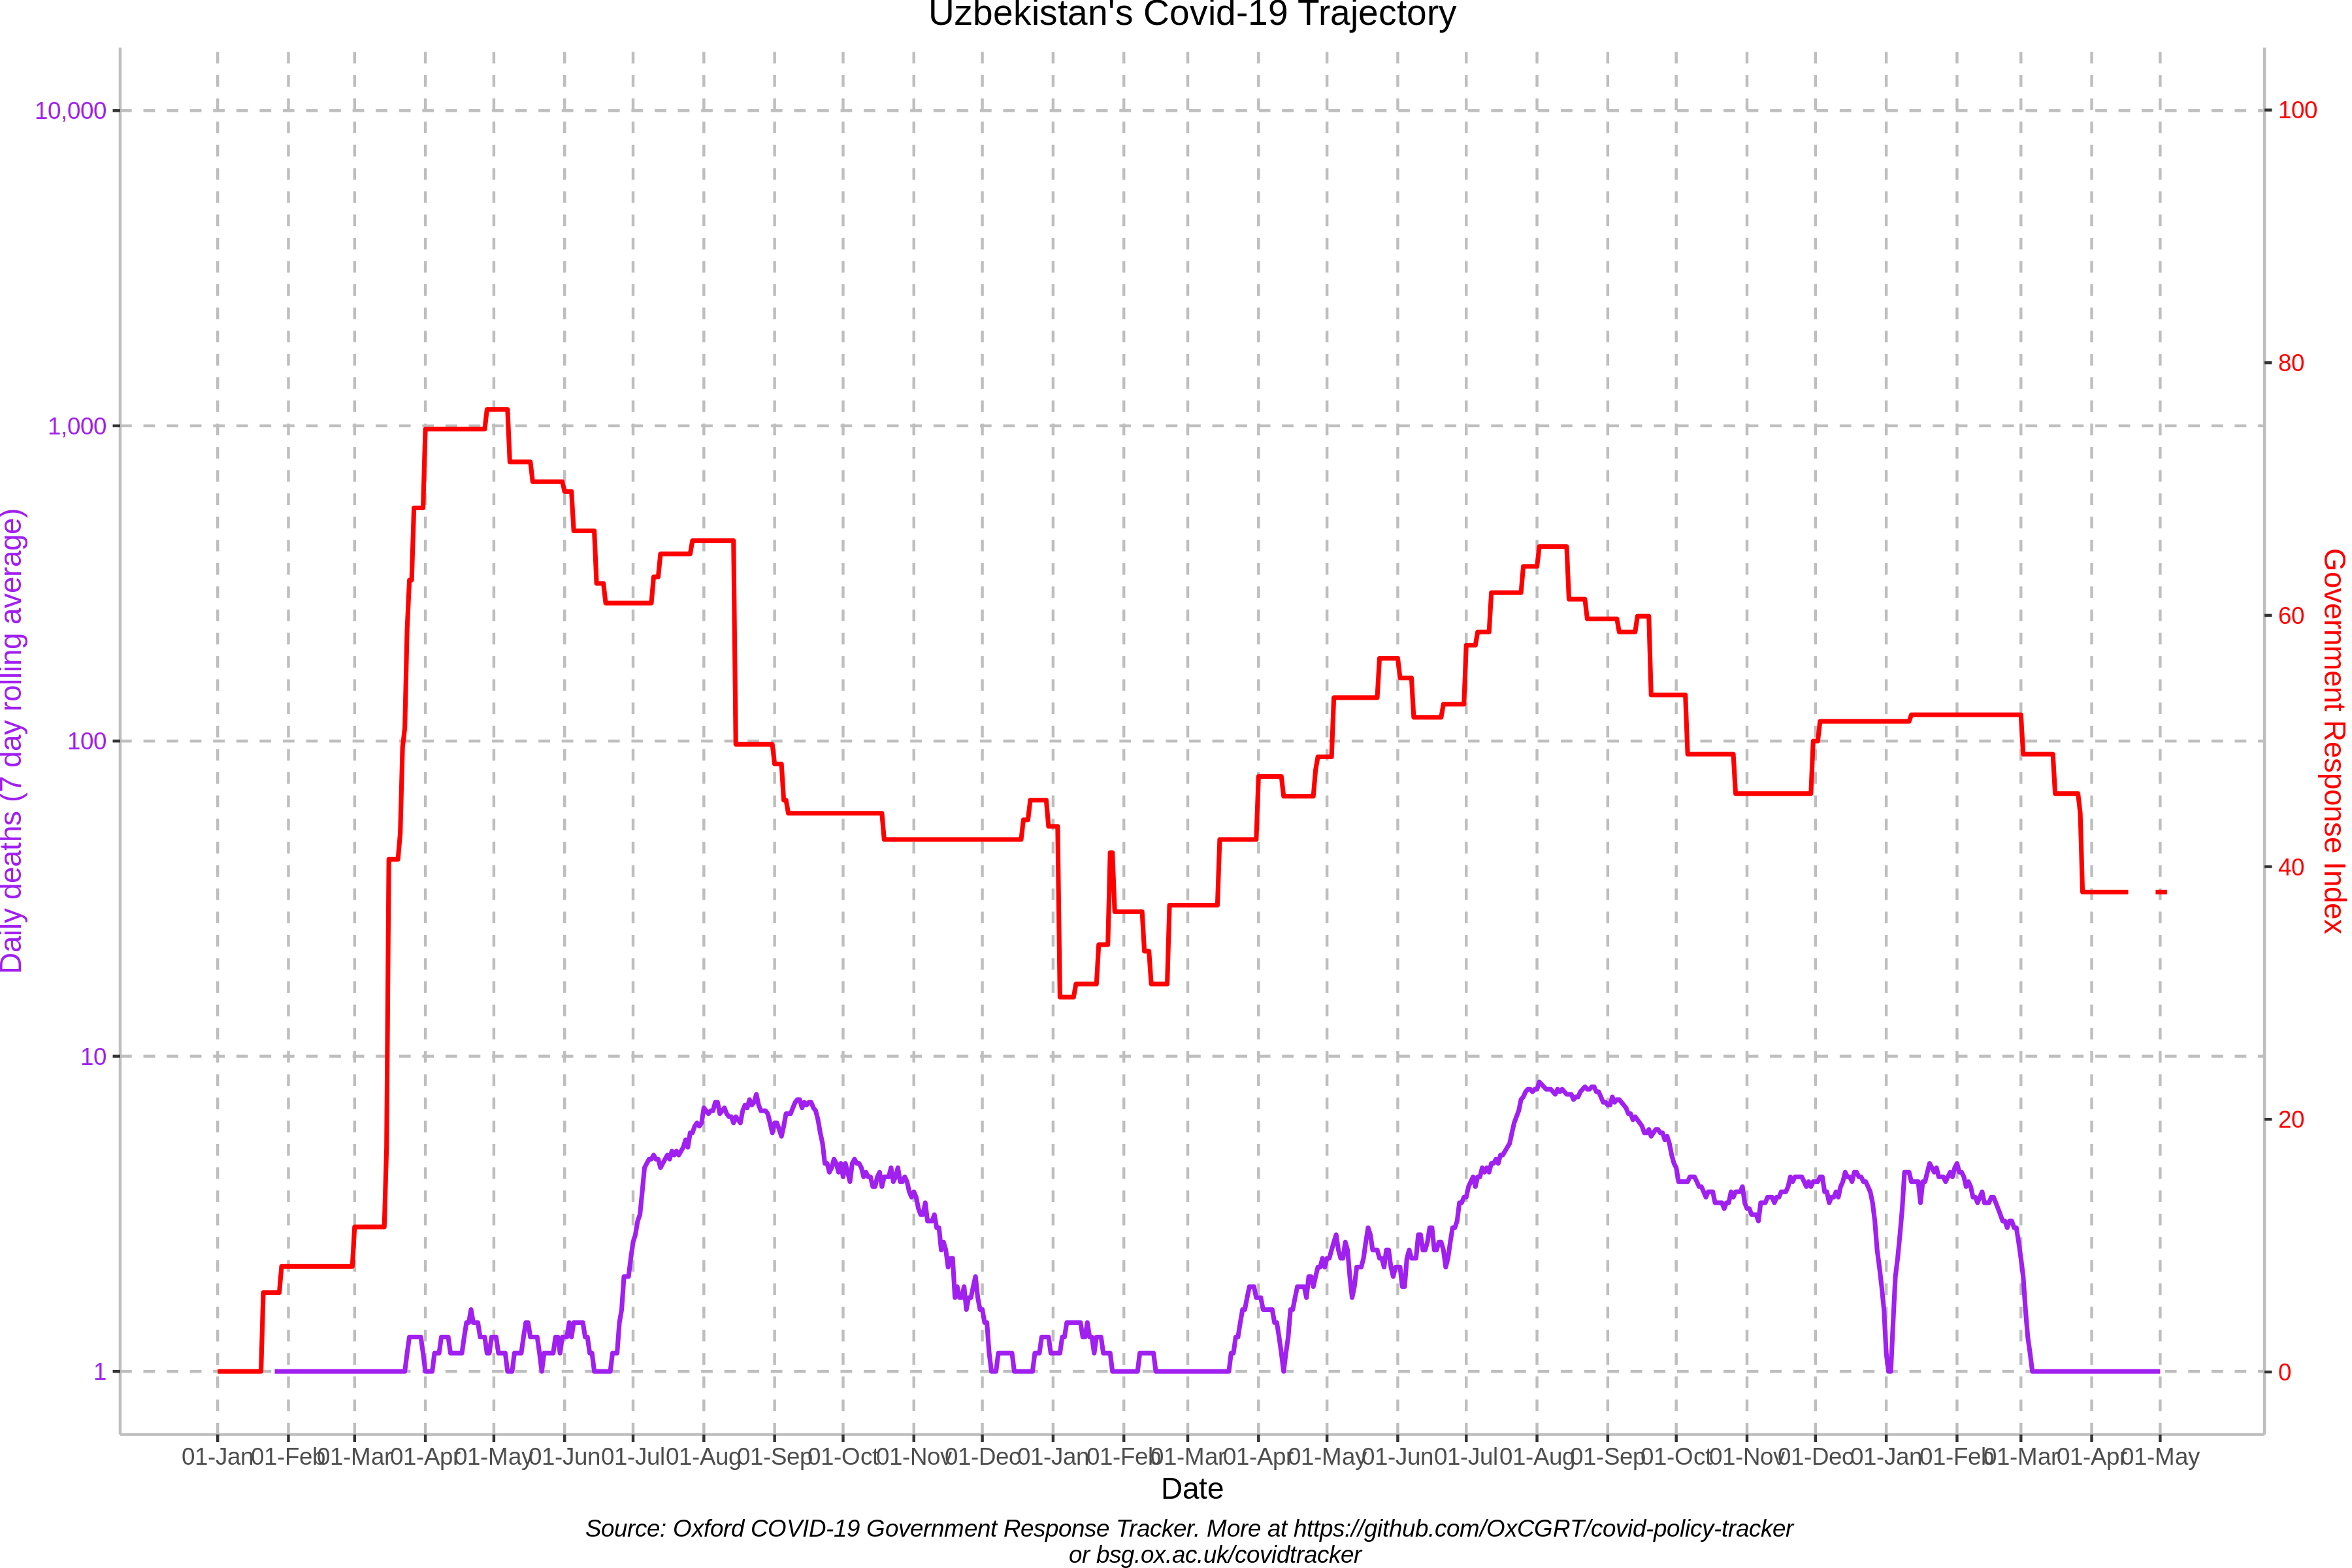 Uzbekistan's Covid-19 Trajectory
10,000
1,000
100
10
1
Daily deaths (7 day rolling average)
100
80
60
40
20
0
Government Response Index
01-Jan 01-Feb 01-Mar 01-Apr 01-May 01-Jun 01-Jul 01-Aug 01-Sep 01-Oct 01-Nov 01-Dec 01-Jan 01-Feb 01-Mar 01-Apr 01-May 01-Jun 01-Jul 01-Aug 01-Sep 01-Oct 01-Nov 01-Dec 01-Jan 01-Feb 01-Mar 01-Apr 01-May
Date
Source: Oxford COVID-19 Government Response Tracker. More at https://github.com/OxCGRT/covid-policy-tracker
or bsg.ox.ac.uk/covidtracker